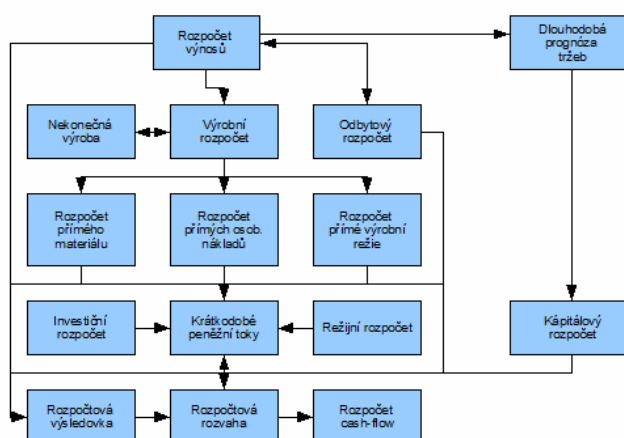 Rozpočet
výnosů
Dlouhodobá
prognóza
tržeb
Nekonečná
výroba
Výrobní
rozpočet
Odbytový
rozpočet
Rozpočet
přímého
materiálu
Rozpočet
přímých osob.
nákladů
Rozpočet
přímé výrobní
režie
Investiční
rozpočet
Krátkodobé
peněžní toky
Režijní rozpočet
Kápitálový
rozpočet
Rozpočtová
výsledovka
Rozpočtová
rozvaha
Rozpočet
cash-flow